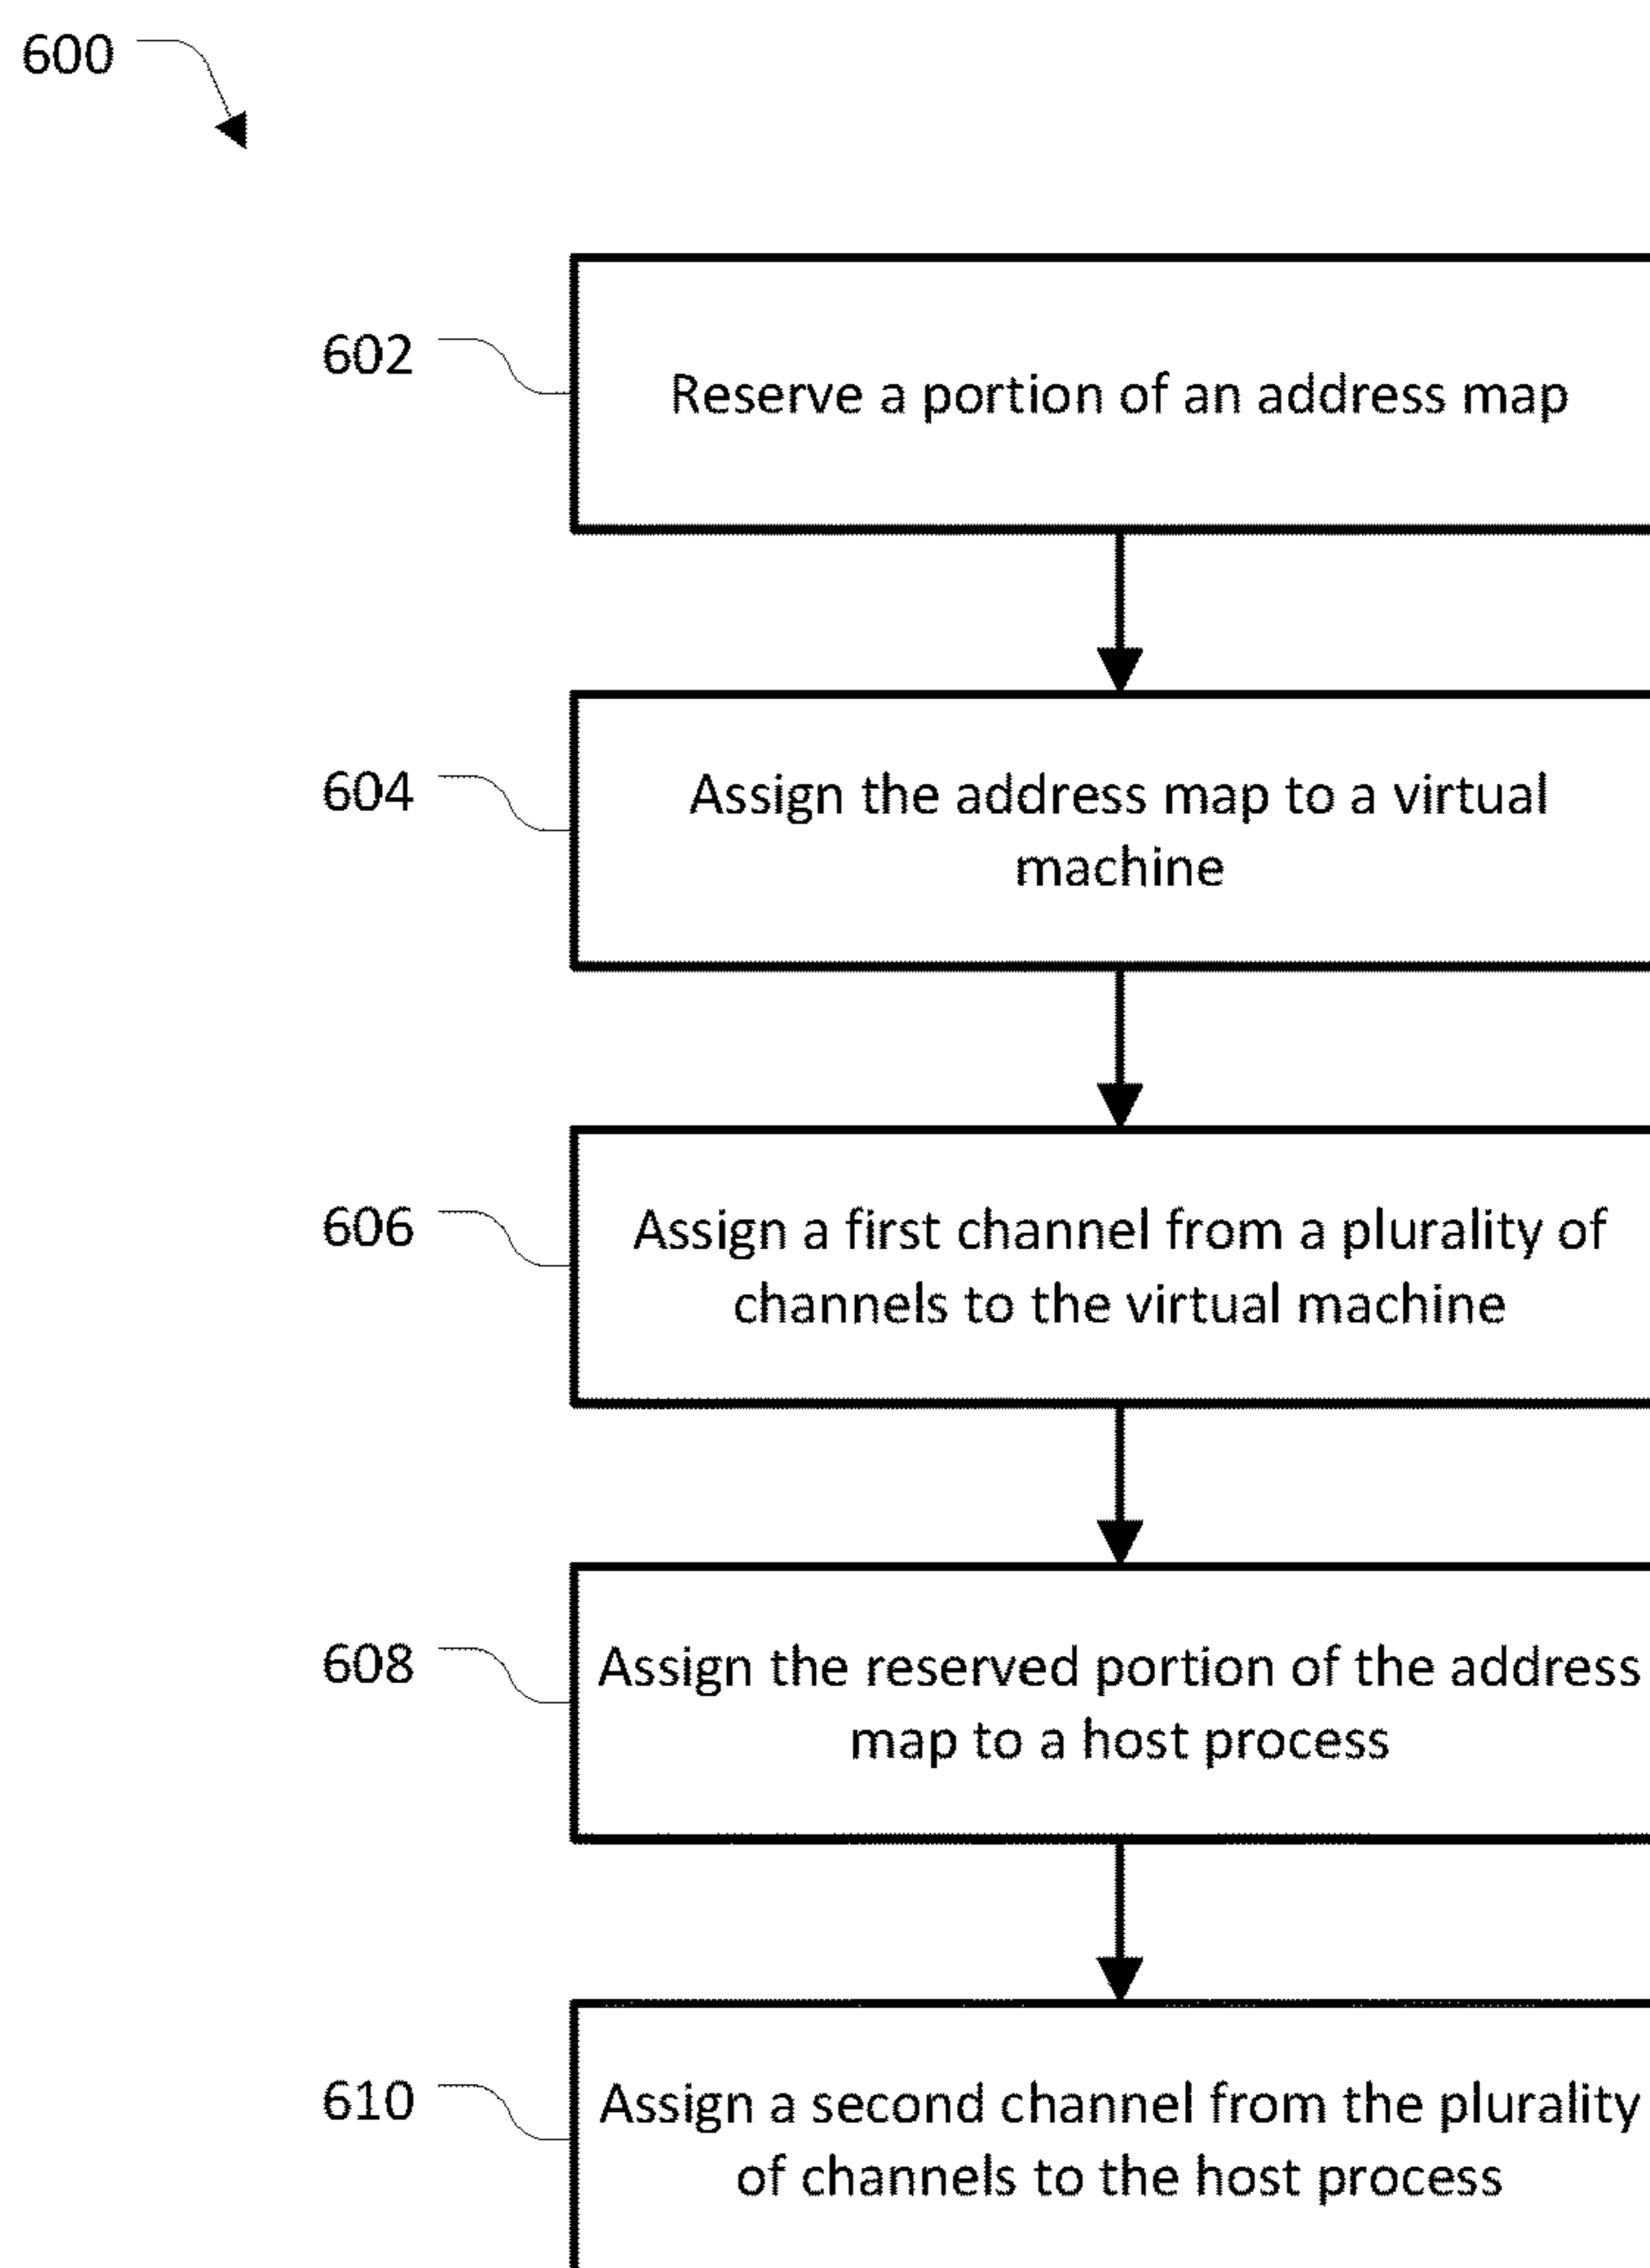 600
602
Reserve a portion of an address map
604
Assign the address map to a virtual
machine
606
Assign a first channel from a plurality of
channels to the virtual machine
608
Assign the reserved portion of the address
map to a host process
610
Assign a second channel from the plurality
of channels to the host process